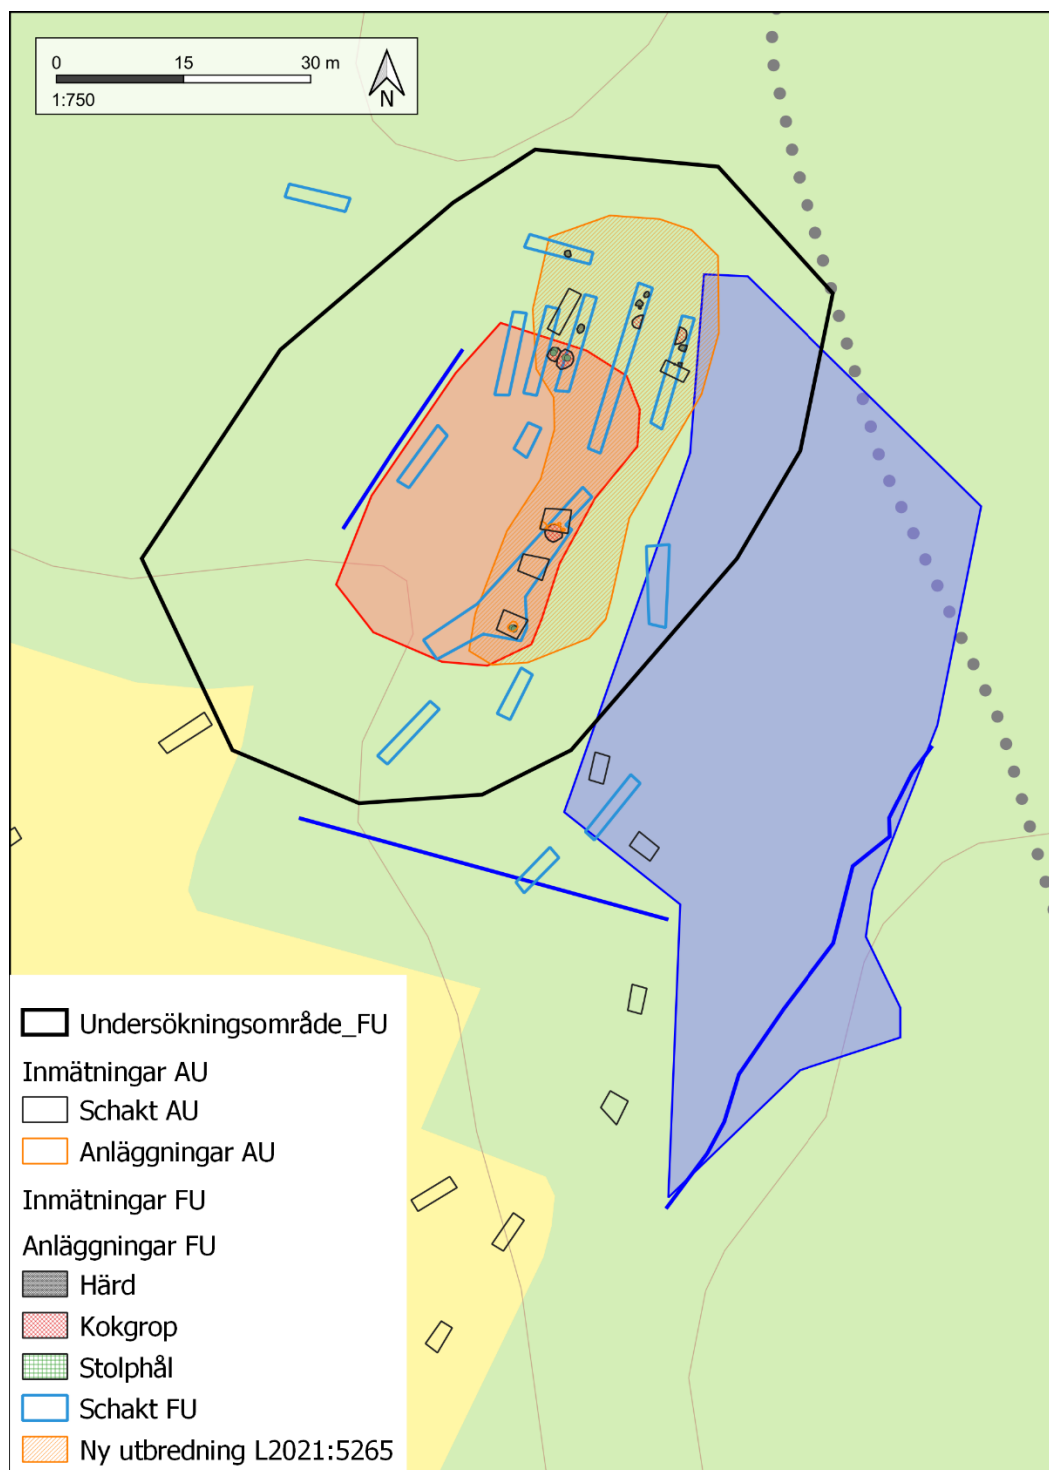 0 15 30 m
1:750
N
Undersökningsområde_FU
Inmätningar AU
Schakt AU
Anläggningar AU
Inmätningar FU
Anläggningar FU
Härd
Kokgrop
Stolphål
Schakt FU
Ny utbredning L2021:5265